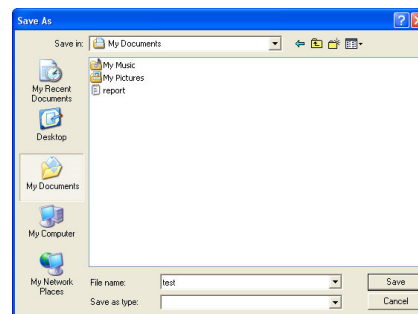 Save As
Save in: My Documents
My Recent
Documents
Desktop
My Documents
My Computer
My Network
Places
My Music
My Pictures
report
File name: test Save
Save as type: Cancel